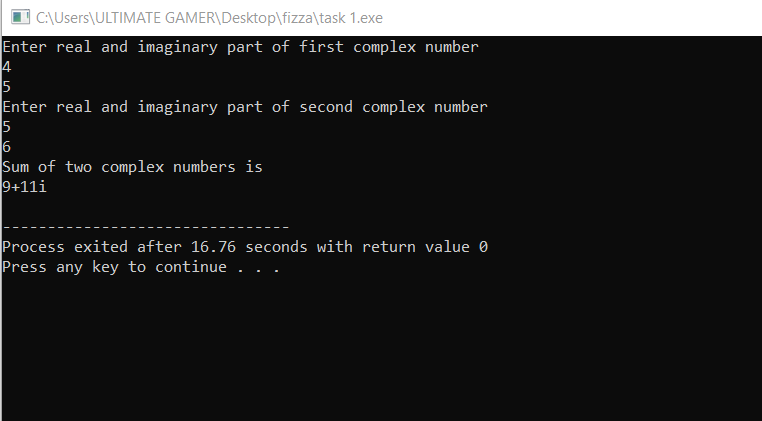 C:\Users\ULTIMATE GAMER\Desktop\fizza\task 1.exe
Enter real and imaginary part of first complex number
4
5
Enter real and imaginary part of second complex number
5
6
Sum of two complex numbers is
9+11i
--------------------------------
Process exited after 16.76 seconds with return value 0
Press any key to continue . . .